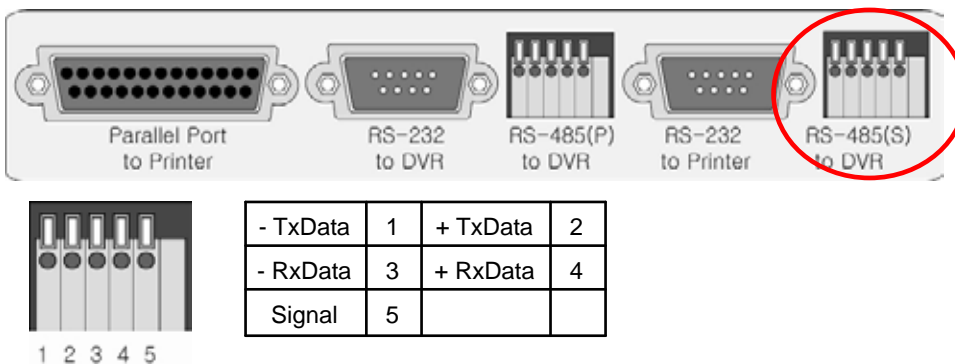 Parallel Port
to Printer
RS-232
to DVR
RS-485(P)
to DVR
RS-232
to Printer
RS-485(S)
to DVR
- TxData 1 + TxData 2
- RxData 3 + RxData 4
Signal 5
1 2 3 4 5